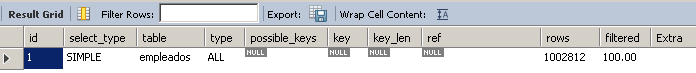 Result Grid Filter Rows: Export: Wrap Cell Content:
id select_type table type possible_keys key key_len ref rows filtered Extra
1 SIMPLE empleados ALL NULL NULL NULL NULL 1002812 100.00